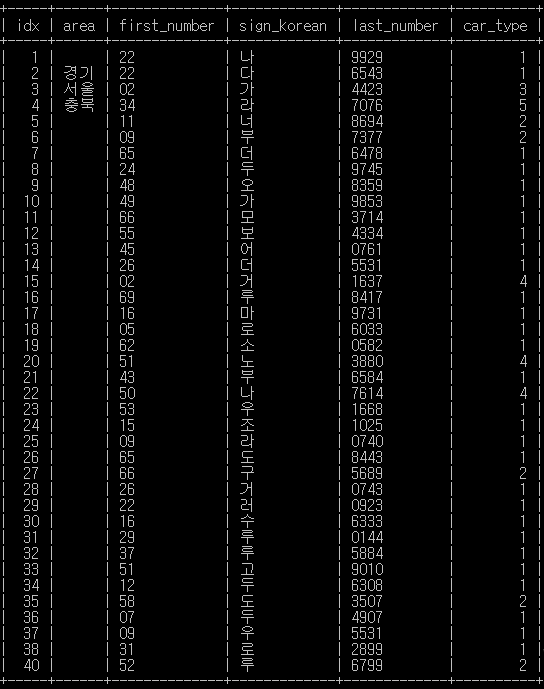 idx | area | first_number | sign_korean | last_number | car_type
1 | | 22 | 나 | 9929 | 1
2 | 경기 | 22 | 다 | 6543 | 1
3 | 서울 | 02 | 가 | 4423 | 3
4 | 충북 | 34 | 라 | 7076 | 5
5 | | 11 | 너 | 8694 | 2
6 | | 09 | 부 | 7377 | 2
7 | | 65 | 더 | 6478 | 1
8 | | 24 | 두 | 9745 | 1
9 | | 48 | 오 | 8359 | 1
10 | | 49 | 가 | 9853 | 1
11 | | 66 | 모 | 3714 | 1
12 | | 55 | 보 | 4334 | 1
13 | | 45 | 어 | 0761 | 1
14 | | 26 | 더 | 5531 | 1
15 | | 02 | 거 | 1637 | 4
16 | | 69 | 루 | 8417 | 1
17 | | 16 | 마 | 9731 | 1
18 | | 05 | 로 | 6033 | 1
19 | | 62 | 소 | 0582 | 1
20 | | 51 | 노 | 3880 | 4
21 | | 43 | 부 | 6584 | 1
22 | | 50 | 나 | 7614 | 4
23 | | 53 | 우 | 1668 | 1
24 | | 15 | 조 | 1025 | 1
25 | | 09 | 라 | 0740 | 1
26 | | 65 | 도 | 8443 | 1
27 | | 66 | 구 | 5689 | 2
28 | | 26 | 거 | 0743 | 1
29 | | 22 | 러 | 0923 | 1
30 | | 16 | 수 | 6333 | 1
31 | | 29 | 루 | 0144 | 1
32 | | 37 | 루 | 5884 | 1
33 | | 51 | 고 | 9010 | 1
34 | | 12 | 두 | 6308 | 1
35 | | 58 | 도 | 3507 | 2
36 | | 07 | 두 | 4907 | 1
37 | | 09 | 우 | 5531 | 1
38 | | 31 | 로 | 2899 | 1
40 | | 52 | 루 | 6799 | 2